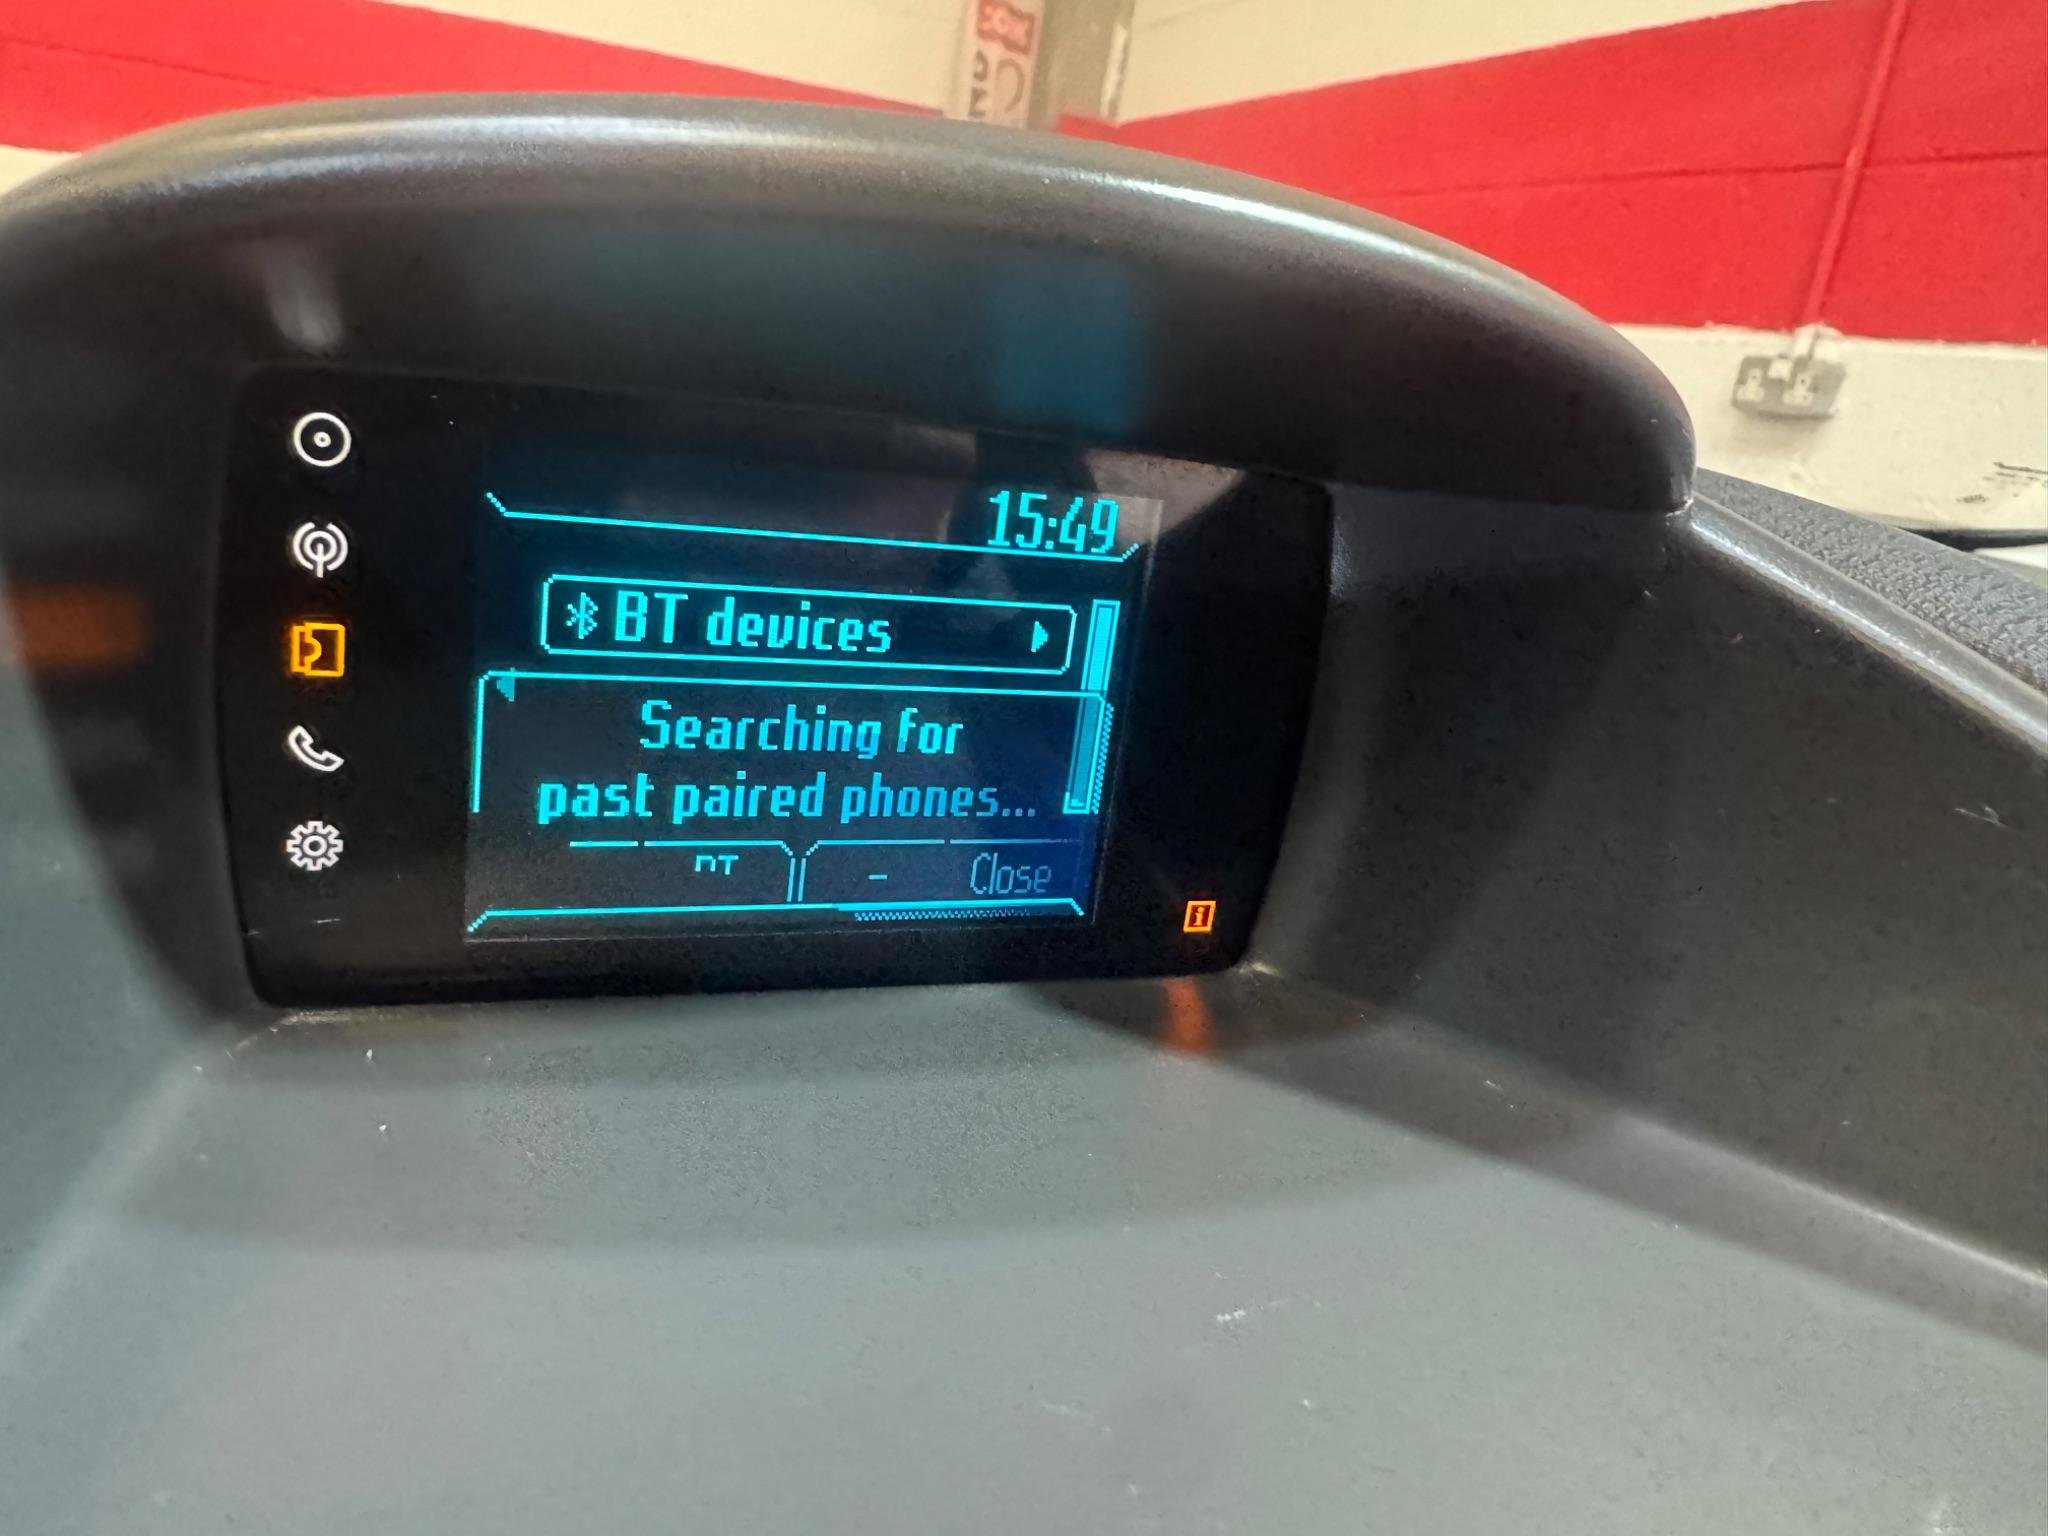 15:49
BT devices
Searching for
past paired phones...
Close
i